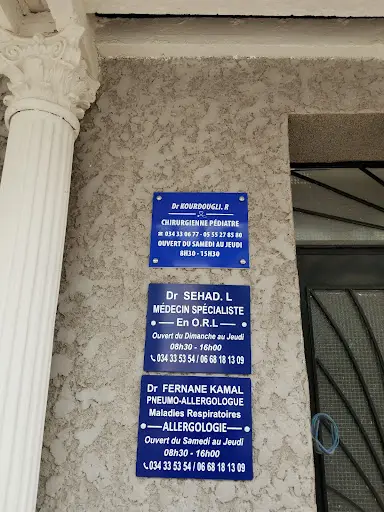 Dr KOURDOUGLI. R
CHIRURGIENNE PÉDIATRE
☎ 034 33 06 77 - 05 55 27 65 80
OUVERT DU SAMEDI AU JEUDI
8H30 - 15H30
Dr SEHAD. L
MÉDECIN SPÉCIALISTE
En O.R.L
Ouvert du Dimanche au Jeudi
08h30 - 16h00
034 33 53 54 / 06 68 18 13 09
Dr FERNANE KAMAL
PNEUMO-ALLERGOLOGUE
Maladies Respiratoires
ALLERGOLOGIE
Ouvert du Samedi au Jeudi
08h30 - 16h00
034 33 53 54 / 06 68 18 13 09